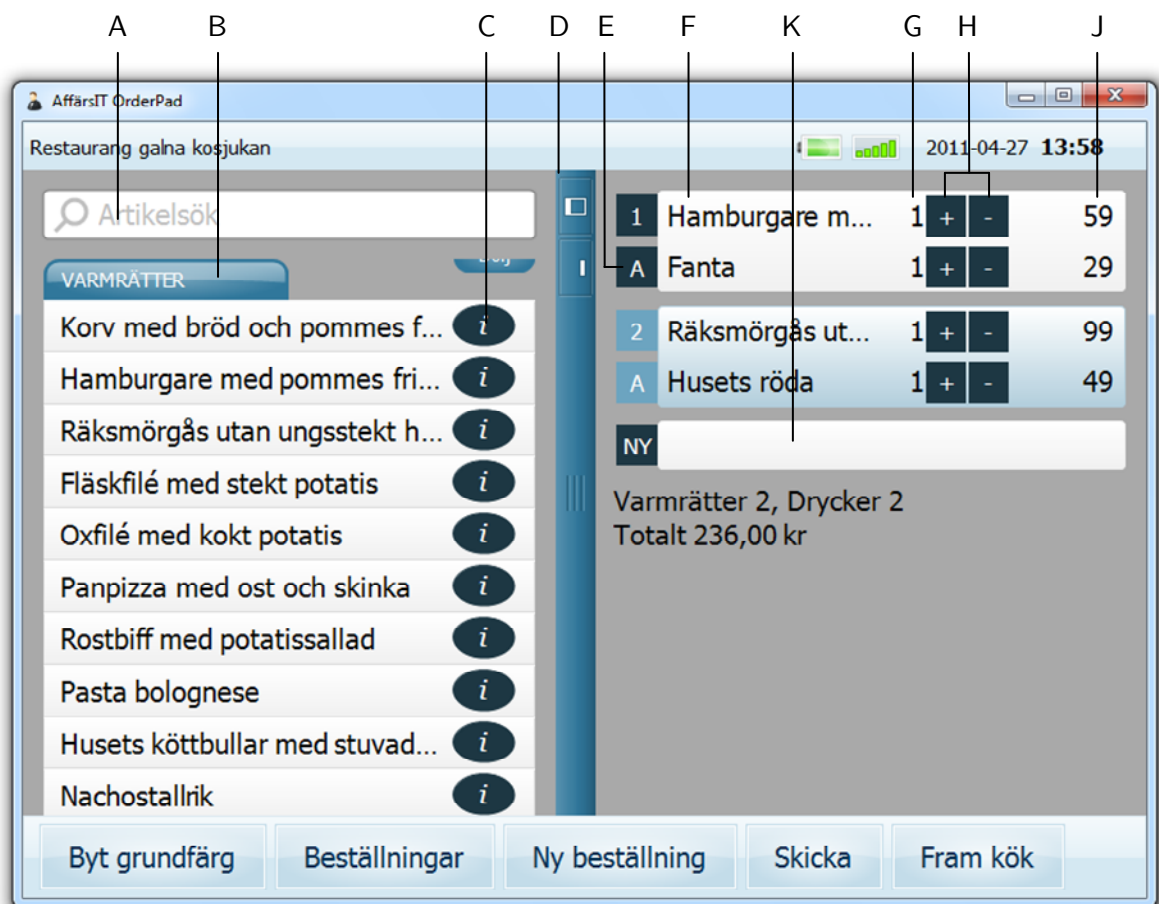 A B C D E F K G H J
AffärsIT OrderPad
Restaurang galna kosjukan
2011-04-27 13:58
Artikelsök
VARMRÄTTER
Korv med bröd och pommes f... i
Hamburgare med pommes fri... i
Räksmörgås utan ungsstekt h... i
Fläskfilé med stekt potatis i
Oxfilé med kokt potatis i
Panpizza med ost och skinka i
Rostbiff med potatissallad i
Pasta bolognese i
Husets köttbullar med stuvad... i
Nachostallrik i
1 Hamburgare m... 1 + - 59
A Fanta 1 + - 29
2 Räksmörgås ut... 1 + - 99
A Husets röda 1 + - 49
NY
Varmrätter 2, Drycker 2
Totalt 236,00 kr
Byt grundfärg Beställningar Ny beställning Skicka Fram kök